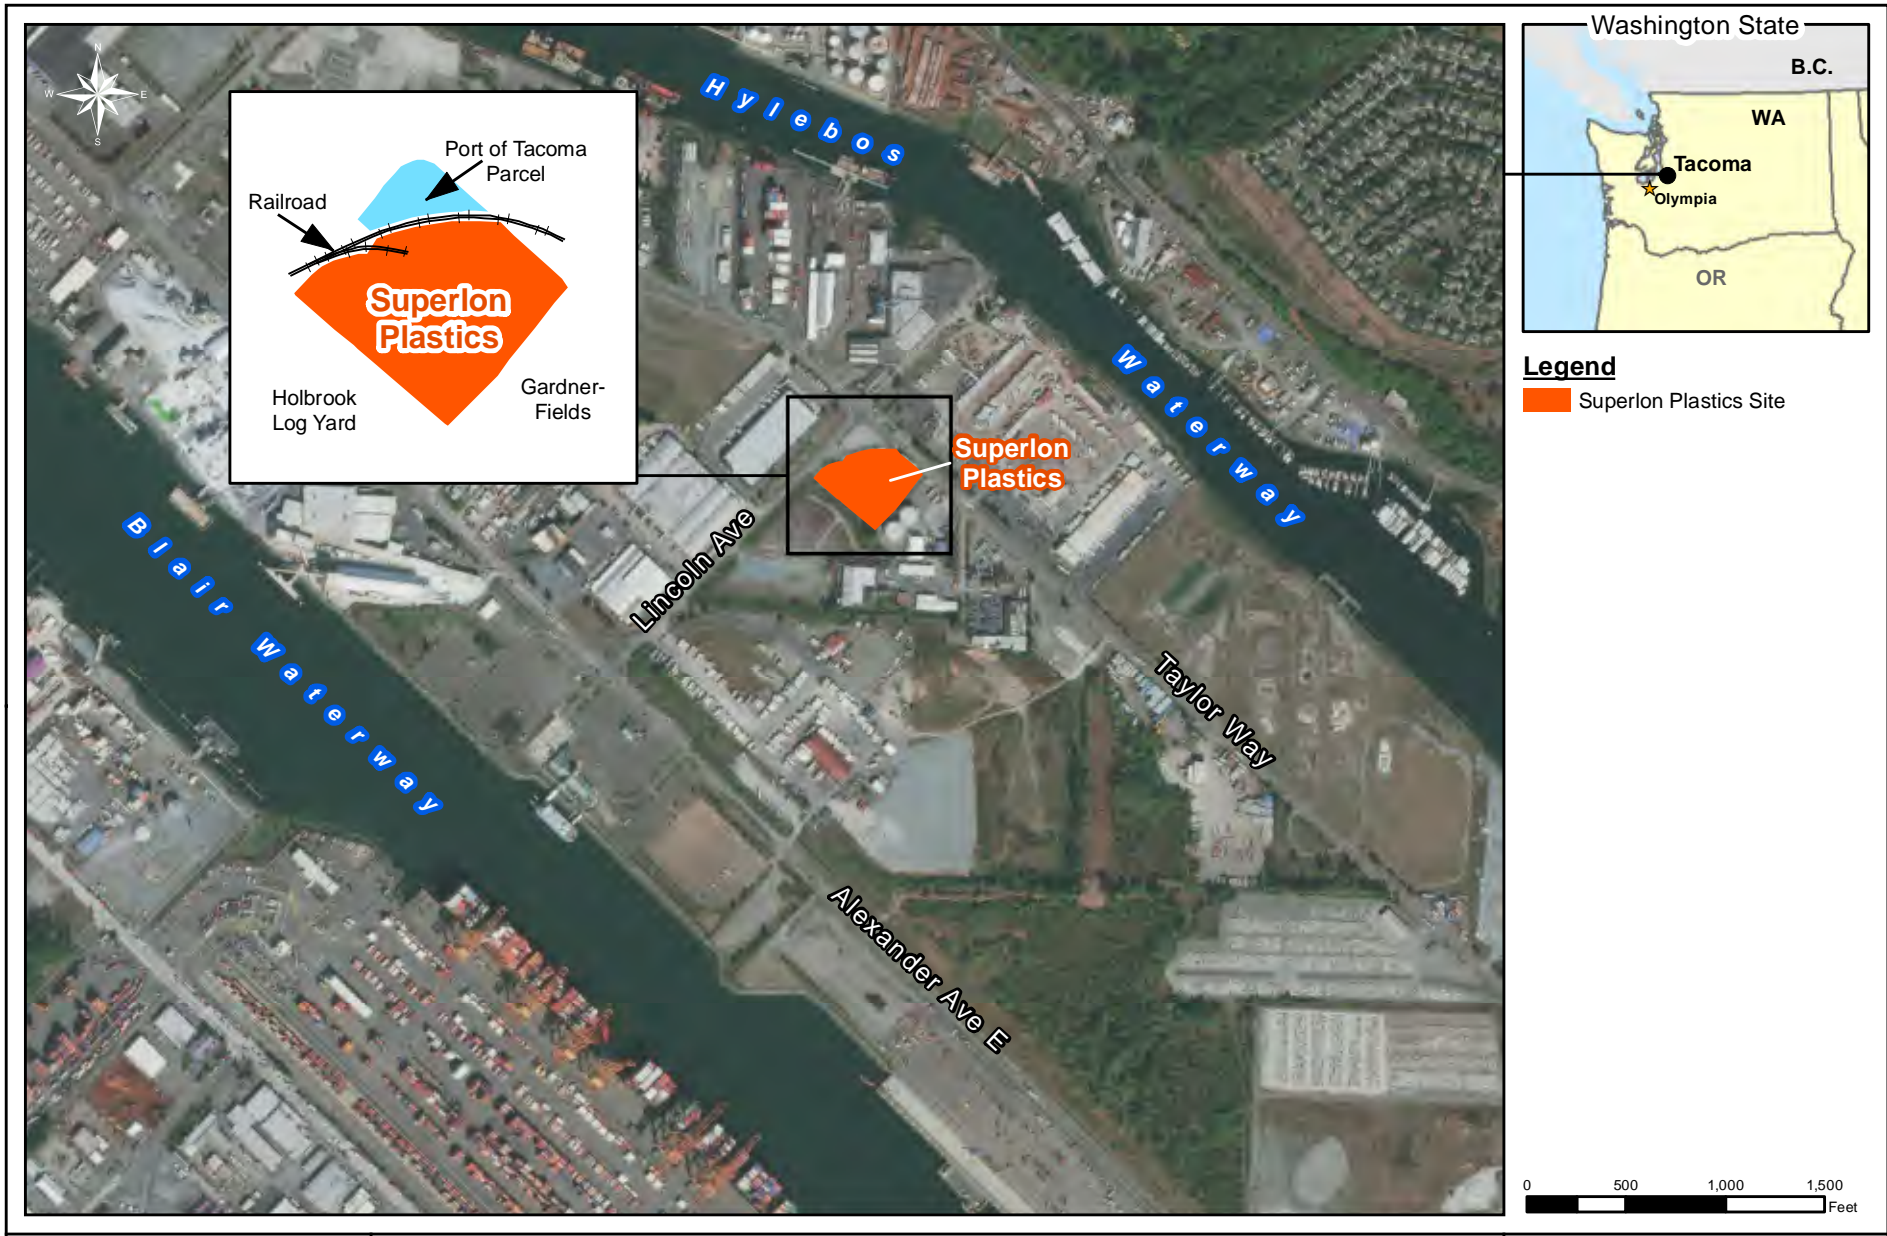 N
W
E
S
Port of Tacoma
Parcel
Railroad
Superlon
Plastics
Holbrook
Log Yard
Gardner-
Fields
Hylebos
Waterway
Superlon
Plastics
Lincoln Ave
Blair Waterway
Taylor Way
Alexander Ave E
Washington State
B.C.
WA
Tacoma
Olympia
OR
Legend
Superlon Plastics Site
0 500 1,000 1,500
Feet